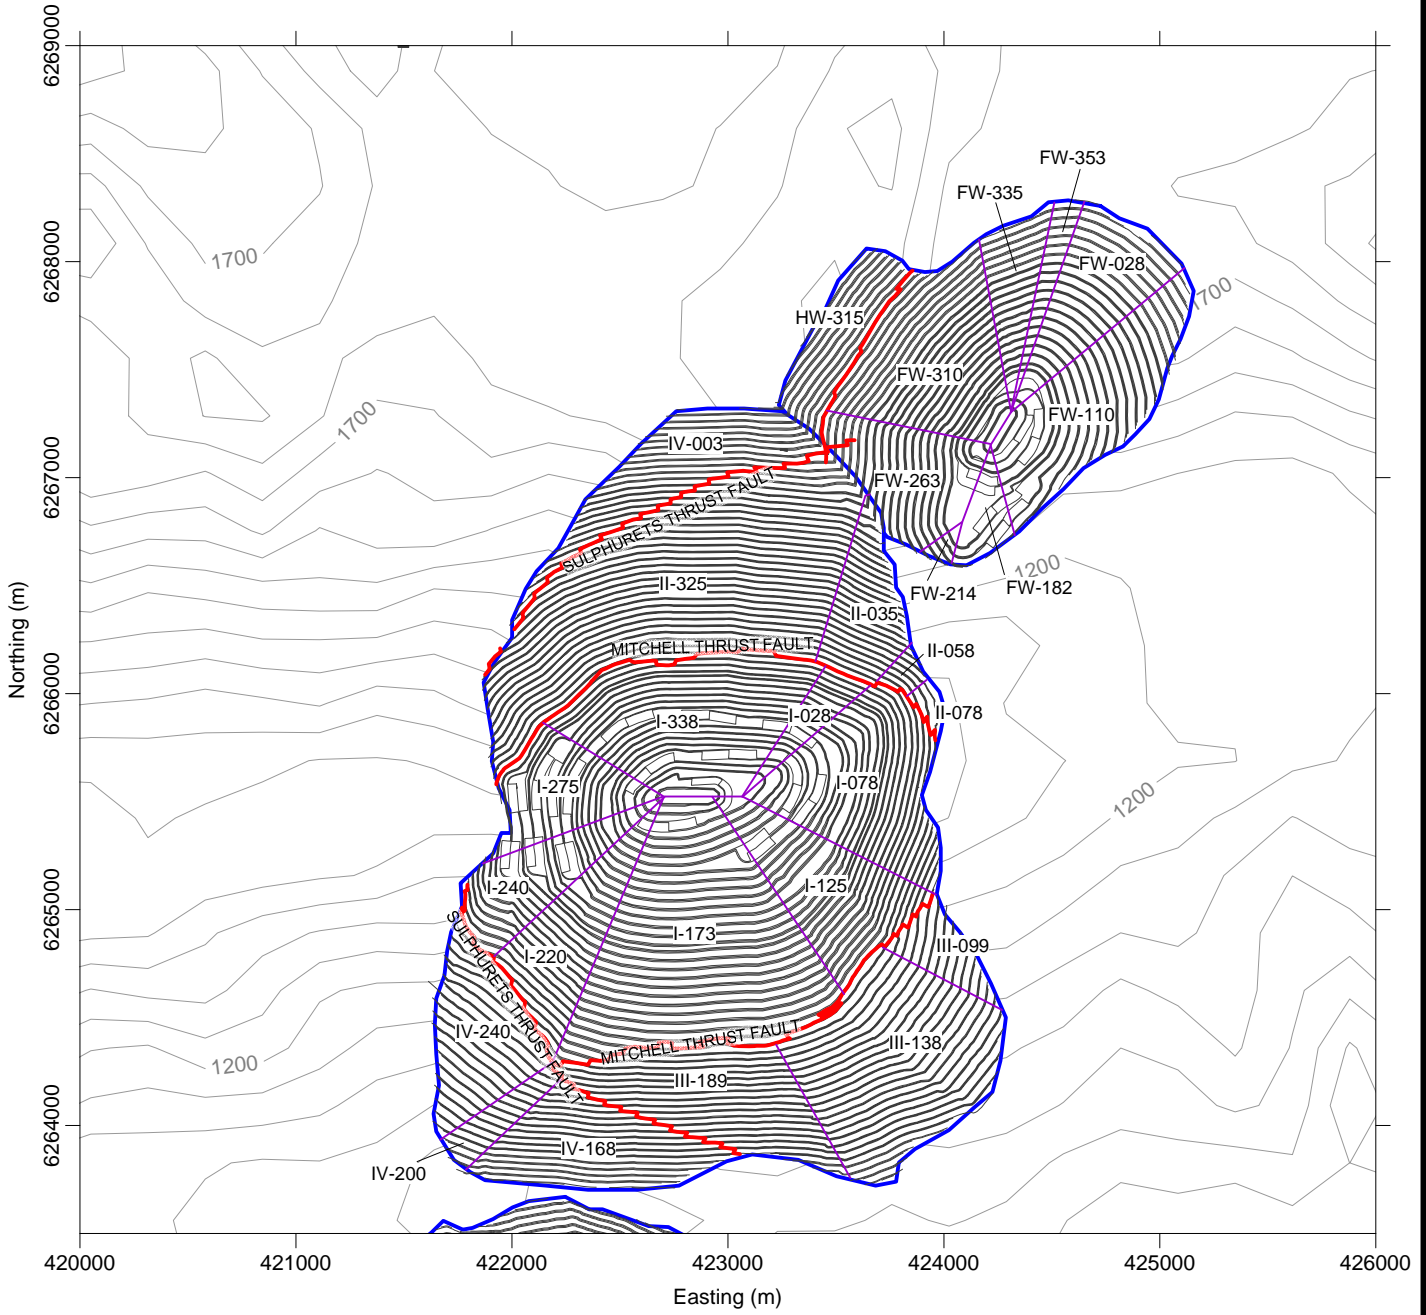 6269000
FW-353
FW-335
6268000
1700
FW-028
1700
HW-315
FW-310
1700
FW-110
IV-003
6267000
FW-263
SULPHURETS THRUST FAULT
1200
II-325
FW-214
FW-182
II-035
MITCHELL THRUST FAULT
II-058
Northing (m)
6266000
I-338
I-028
II-078
I-275
I-078
1200
I-240
I-125
6265000
I-173
III-099
I-220
SULPHURETS THRUST FAULT
IV-240
MITCHELL THRUST FAULT
III-138
1200
III-189
6264000
IV-168
IV-200
420000
421000
422000
423000
424000
425000
426000
Easting (m)